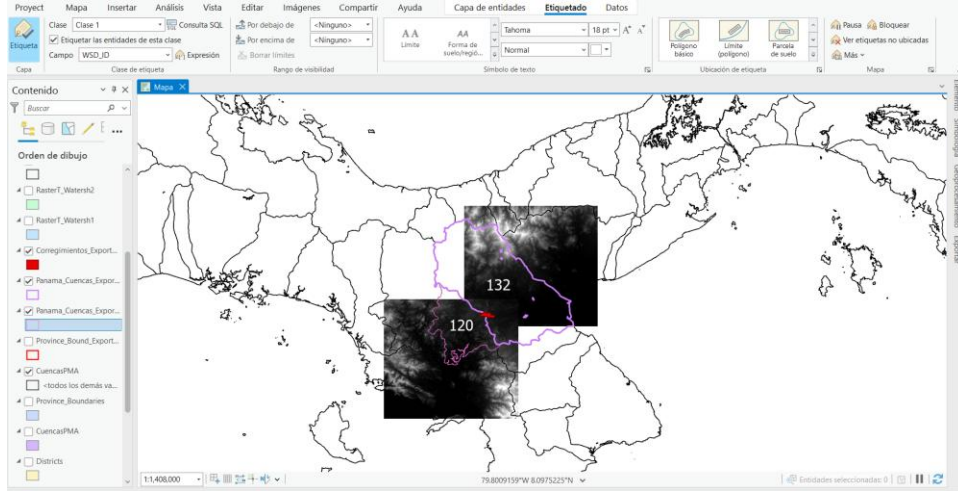 Project Mapa Insertar Análisis Vista Editar Imágenes Compartir Ayuda Capa de entidades Etiquetado Datos
Clase Clase 1 Consulta SQL Por debajo de <Ninguno> Tahoma 18 pt Pausa Bloquear
Etiquetar las entidades de esta clase Por encima de <Ninguno> Ver etiquetas no ubicadas
Etiqueta Campo WSD_ID Expresión Borrar límites Límite Forma de suelo/regió... Normal Polígono básico Límite (polígono) Parcela de suelo Más
Capa Clase de etiqueta Rango de visibilidad Símbolo de texto Ubicación de etiqueta Mapa
Contenido
Mapa
Buscar
Orden de dibujo
RasterT_Watersh2
RasterT_Watersh1
Corregimientos_Export...
Panama_Cuencas_Expor...
Panama_Cuencas_Expor...
Province_Bound_Export...
CuencasPMA
<todos los demás va...
Province_Boundaries
CuencasPMA
Districts
132
120
Simbología
Geoprocesamiento
Exportar
1:1,408,000
79.8009159°W 8.0975225°N
Entidades seleccionadas: 0